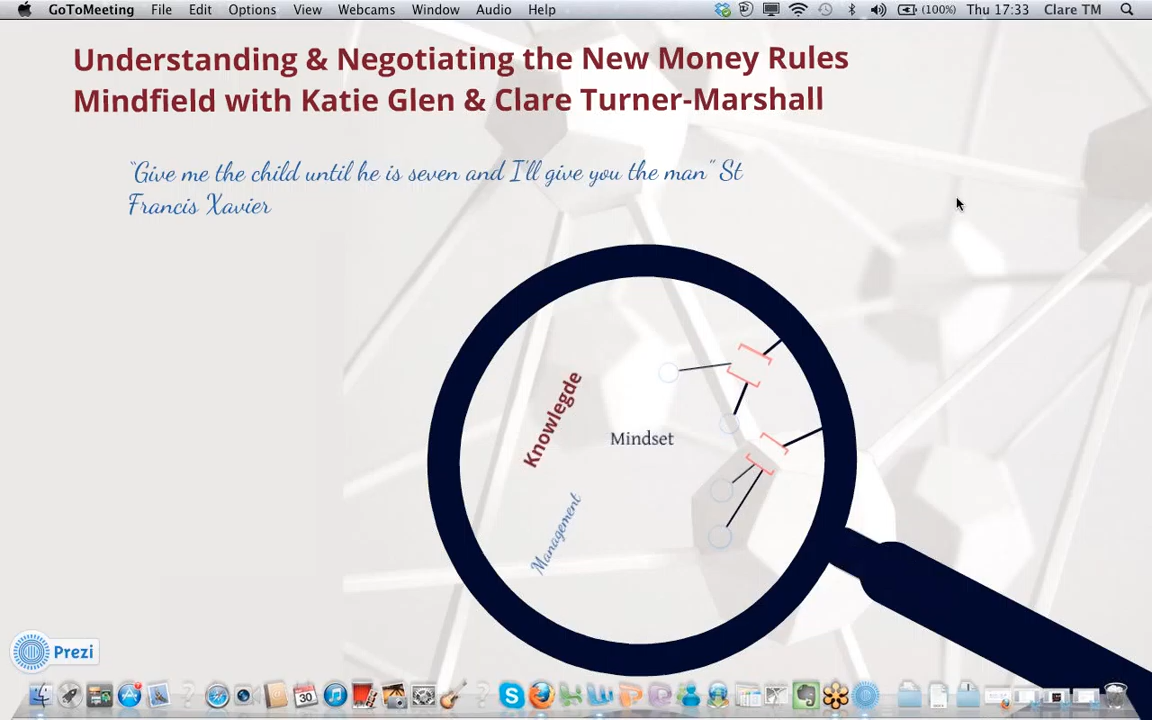 GoToMeeting File Edit Options View Webcams Window Audio Help (100%) Thu 17:33 Clare TM
Understanding & Negotiating the New Money Rules
Mindfield with Katie Glen & Clare Turner-Marshall
"Give me the child until he is seven and I'll give you the man" St
Francis Xavier
Knowlegde
Mindset
Management
Prezi
30